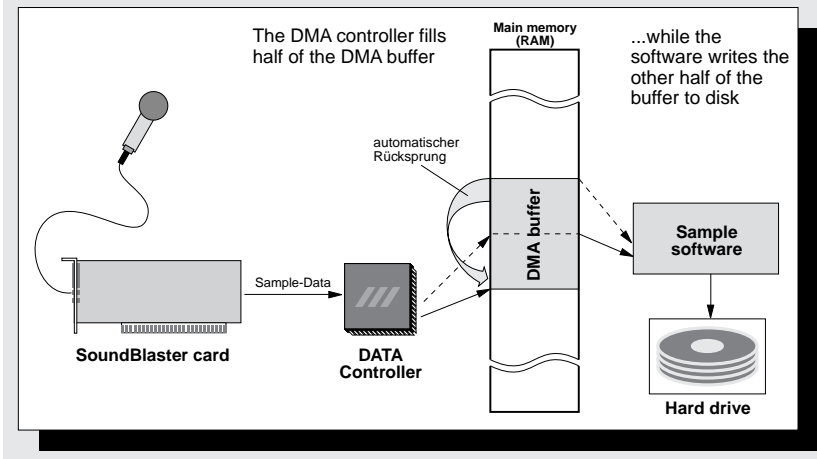 The DMA controller fills
half of the DMA buffer
Main memory
(RAM)
...while the
software writes the
other half of the
buffer to disk
automatischer
Rücksprung
DMA buffer
Sample
software
Sample-Data
SoundBlaster card
DATA
Controller
Hard drive